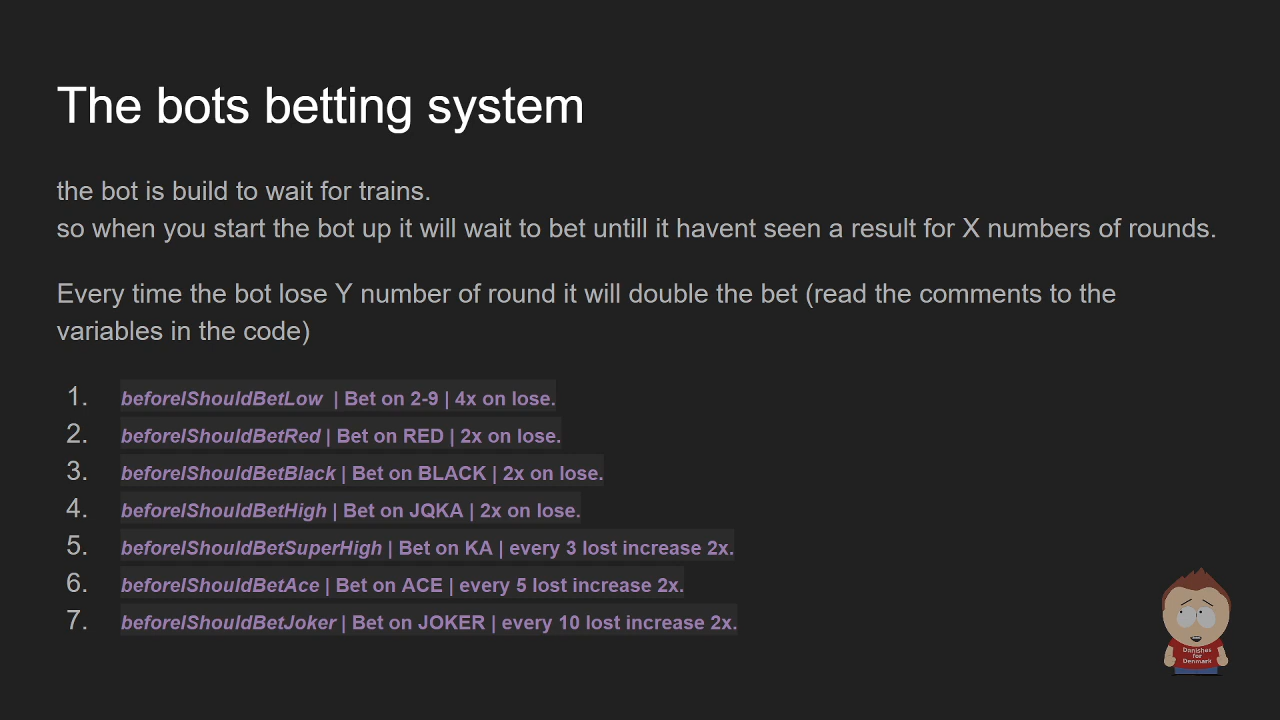 The bots betting system
the bot is build to wait for trains.
so when you start the bot up it will wait to bet untill it havent seen a result for X numbers of rounds.
Every time the bot lose Y number of round it will double the bet (read the comments to the
variables in the code)
1. beforeIShouldBetLow | Bet on 2-9 | 4x on lose.
2. beforeIShouldBetRed | Bet on RED | 2x on lose.
3. beforeIShouldBetBlack | Bet on BLACK | 2x on lose.
4. beforeIShouldBetHigh | Bet on JQKA | 2x on lose.
5. beforeIShouldBetSuperHigh | Bet on KA | every 3 lost increase 2x.
6. beforeIShouldBetAce | Bet on ACE | every 5 lost increase 2x.
7. beforeIShouldBetJoker | Bet on JOKER | every 10 lost increase 2x.
Danishes
for
Denmark